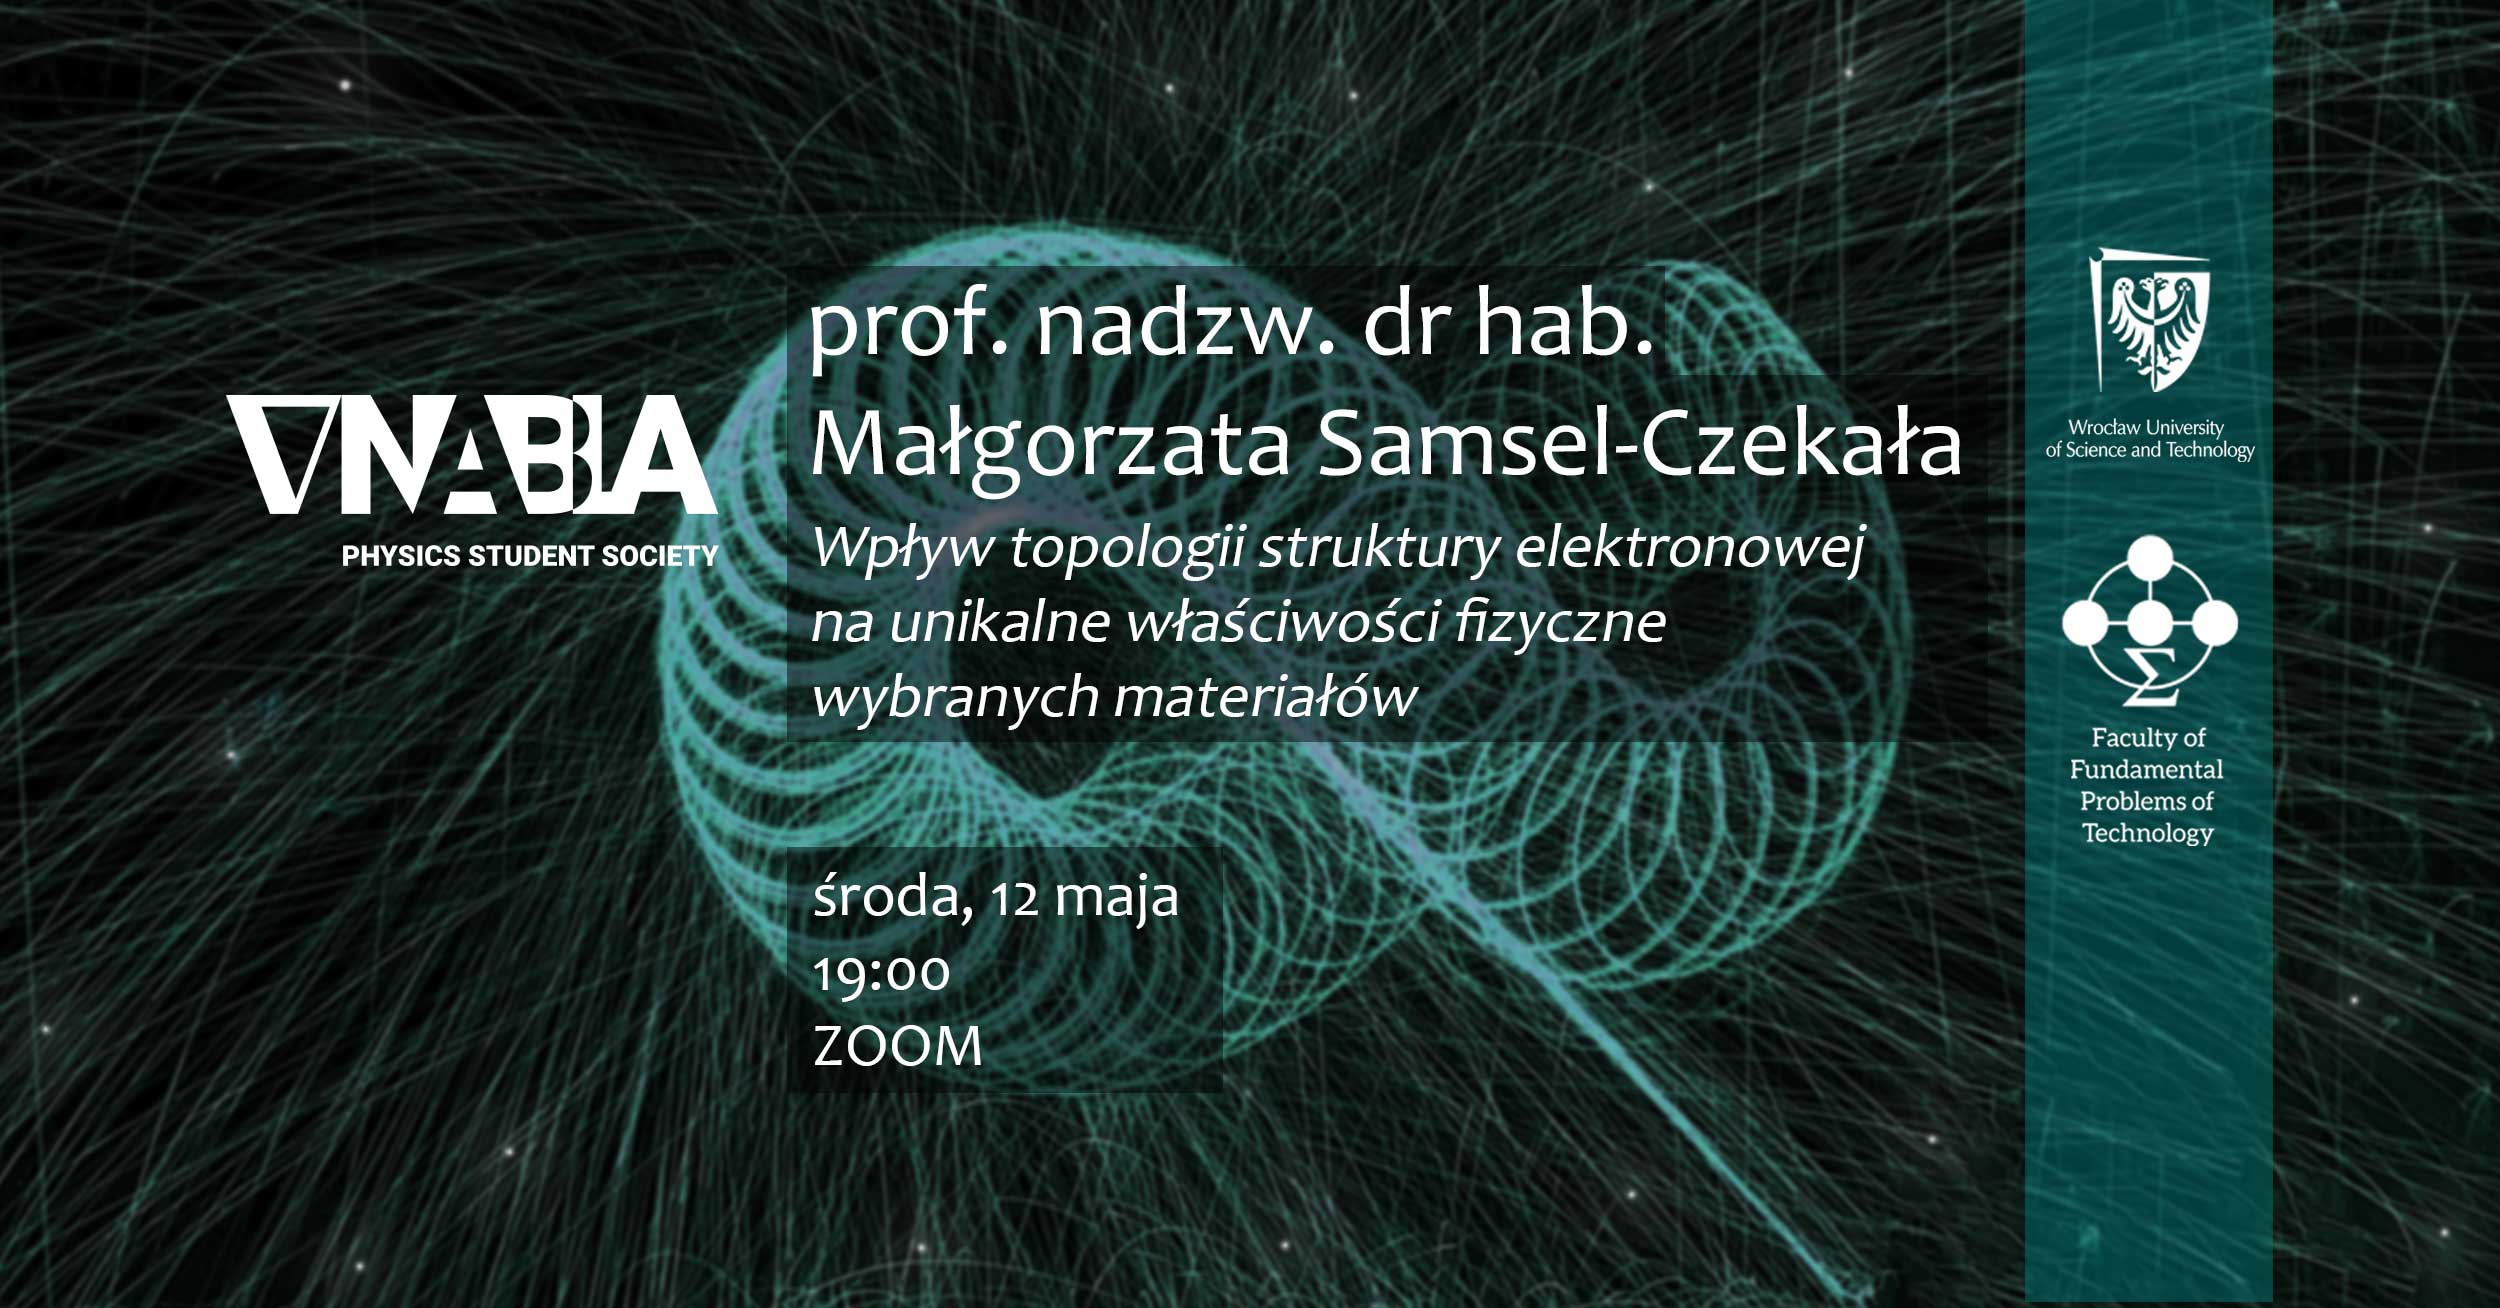 NABLA
PHYSICS STUDENT SOCIETY
prof. nadzw. dr hab.
Małgorzata Samsel-Czekała
Wpływ topologii struktury elektronowej
na unikalne właściwości fizyczne
wybranych materiałów
środa, 12 maja
19:00
ZOOM
Wrocław University
of Science and Technology
Σ
Faculty of
Fundamental
Problems of
Technology